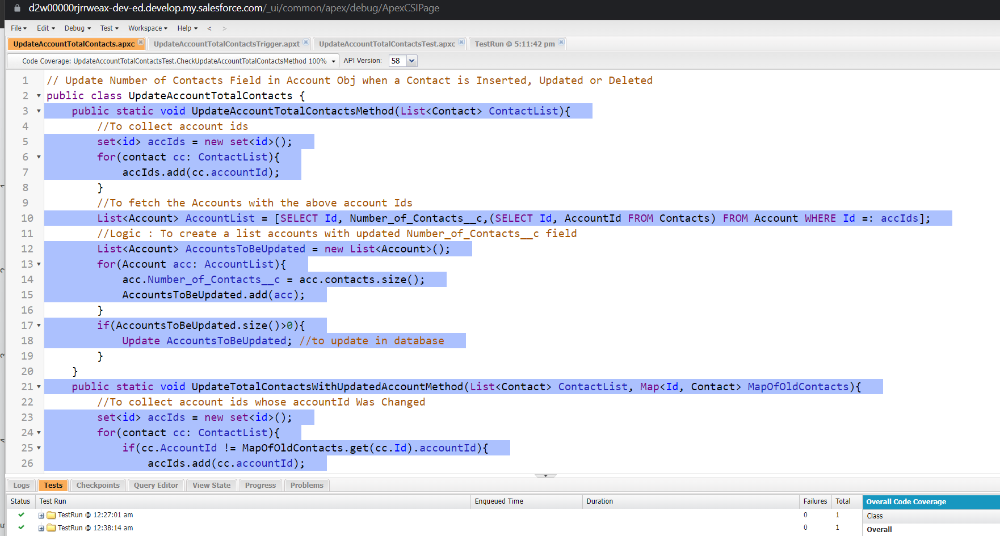 d2w00000rjrrweax-dev-ed.develop.my.salesforce.com/_ui/common/apex/debug/ApexCSIPage
File Edit Debug Test Workspace Help < >
UpdateAccountTotalContacts.apxc UpdateAccountTotalContactsTrigger.apxt UpdateAccountTotalContactsTest.apxc TestRun @ 5:11:42 pm
Code Coverage: UpdateAccountTotalContactsTest.CheckUpdateAccountTotalContactsMethod 100% API Version: 58
1 // Update Number of Contacts Field in Account Obj when a Contact is Inserted, Updated or Deleted
2 public class UpdateAccountTotalContacts {
3 public static void UpdateAccountTotalContactsMethod(List<Contact> ContactList){
4 //To collect account ids
5 set<id> accIds = new set<id>();
6 for(contact cc: ContactList){
7 accIds.add(cc.accountId);
8 }
9 //To fetch the Accounts with the above account Ids
10 List<Account> AccountList = [SELECT Id, Number_of_Contacts__c,(SELECT Id, AccountId FROM Contacts) FROM Account WHERE Id =: accIds];
11 //Logic : To create a list accounts with updated Number_of_Contacts__c field
12 List<Account> AccountsToBeUpdated = new List<Account>();
13 for(Account acc: AccountList){
14 acc.Number_of_Contacts__c = acc.contacts.size();
15 AccountsToBeUpdated.add(acc);
16 }
17 if(AccountsToBeUpdated.size()>0){
18 Update AccountsToBeUpdated; //to update in database
19 }
20 }
21 public static void UpdateTotalContactsWithUpdatedAccountMethod(List<Contact> ContactList, Map<Id, Contact> MapOfOldContacts){
22 //To collect account ids whose accountId Was Changed
23 set<id> accIds = new set<id>();
24 for(contact cc: ContactList){
25 if(cc.AccountId != MapOfOldContacts.get(cc.Id).accountId){
26 accIds.add(cc.accountId);
Logs Tests Checkpoints Query Editor View State Progress Problems
Status Test Run Enqueued Time Duration Failures Total Overall Code Coverage
TestRun @ 12:27:01 am 0 1 Class
TestRun @ 12:38:14 am 0 1 Overall